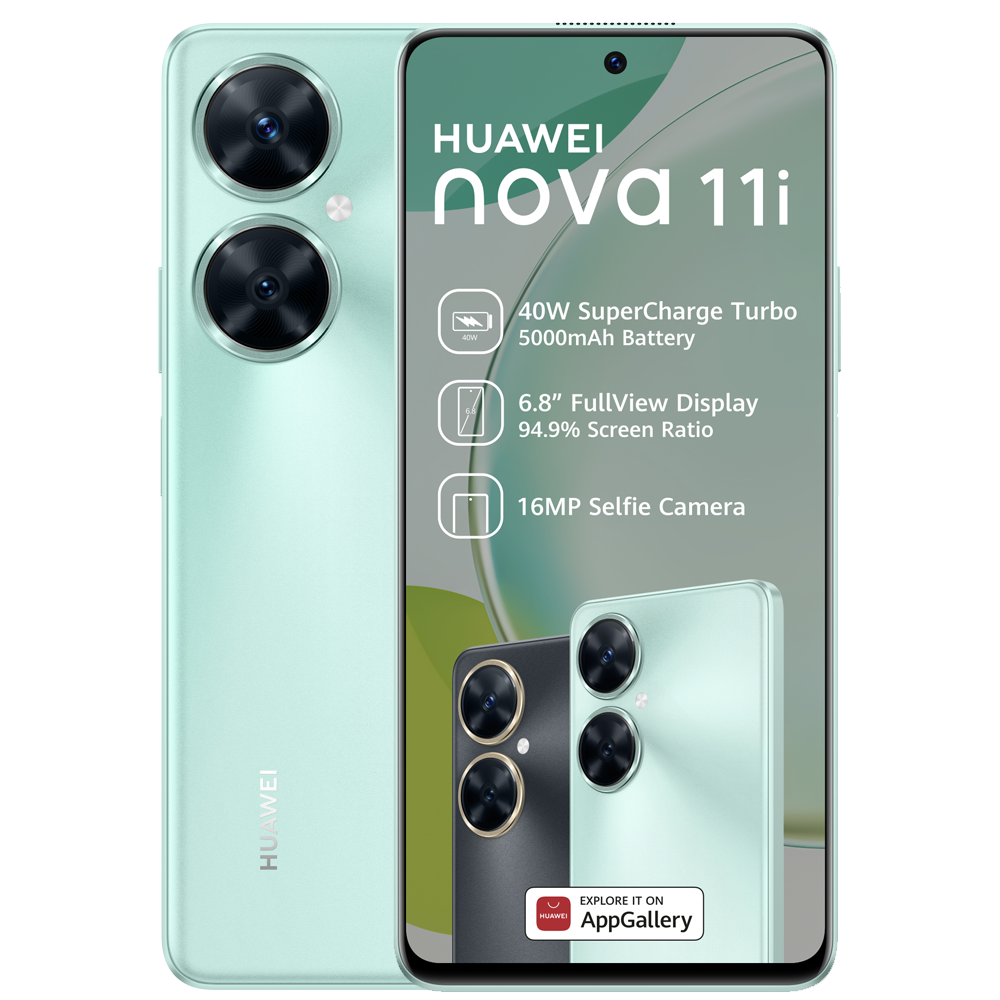 HUAWEI
HUAWEI
nova 11i
40W
40W SuperCharge Turbo
5000mAh Battery
6.8
6.8” FullView Display
94.9% Screen Ratio
16MP Selfie Camera
HUAWEI
EXPLORE IT ON
AppGallery